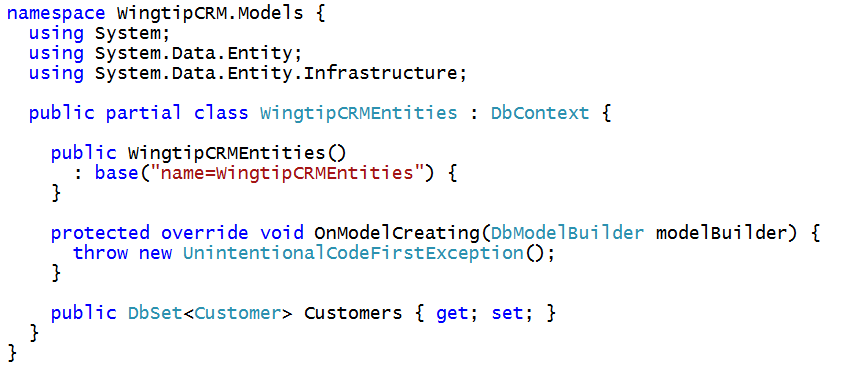 namespace WingtipCRM.Models {
using System;
using System.Data.Entity;
using System.Data.Entity.Infrastructure;
public partial class WingtipCRMEntities : DbContext {
public WingtipCRMEntities()
: base("name=WingtipCRMEntities") {
}
protected override void OnModelCreating(DbModelBuilder modelBuilder) {
throw new UnintentionalCodeFirstException();
}
public DbSet<Customer> Customers { get; set; }
}
}